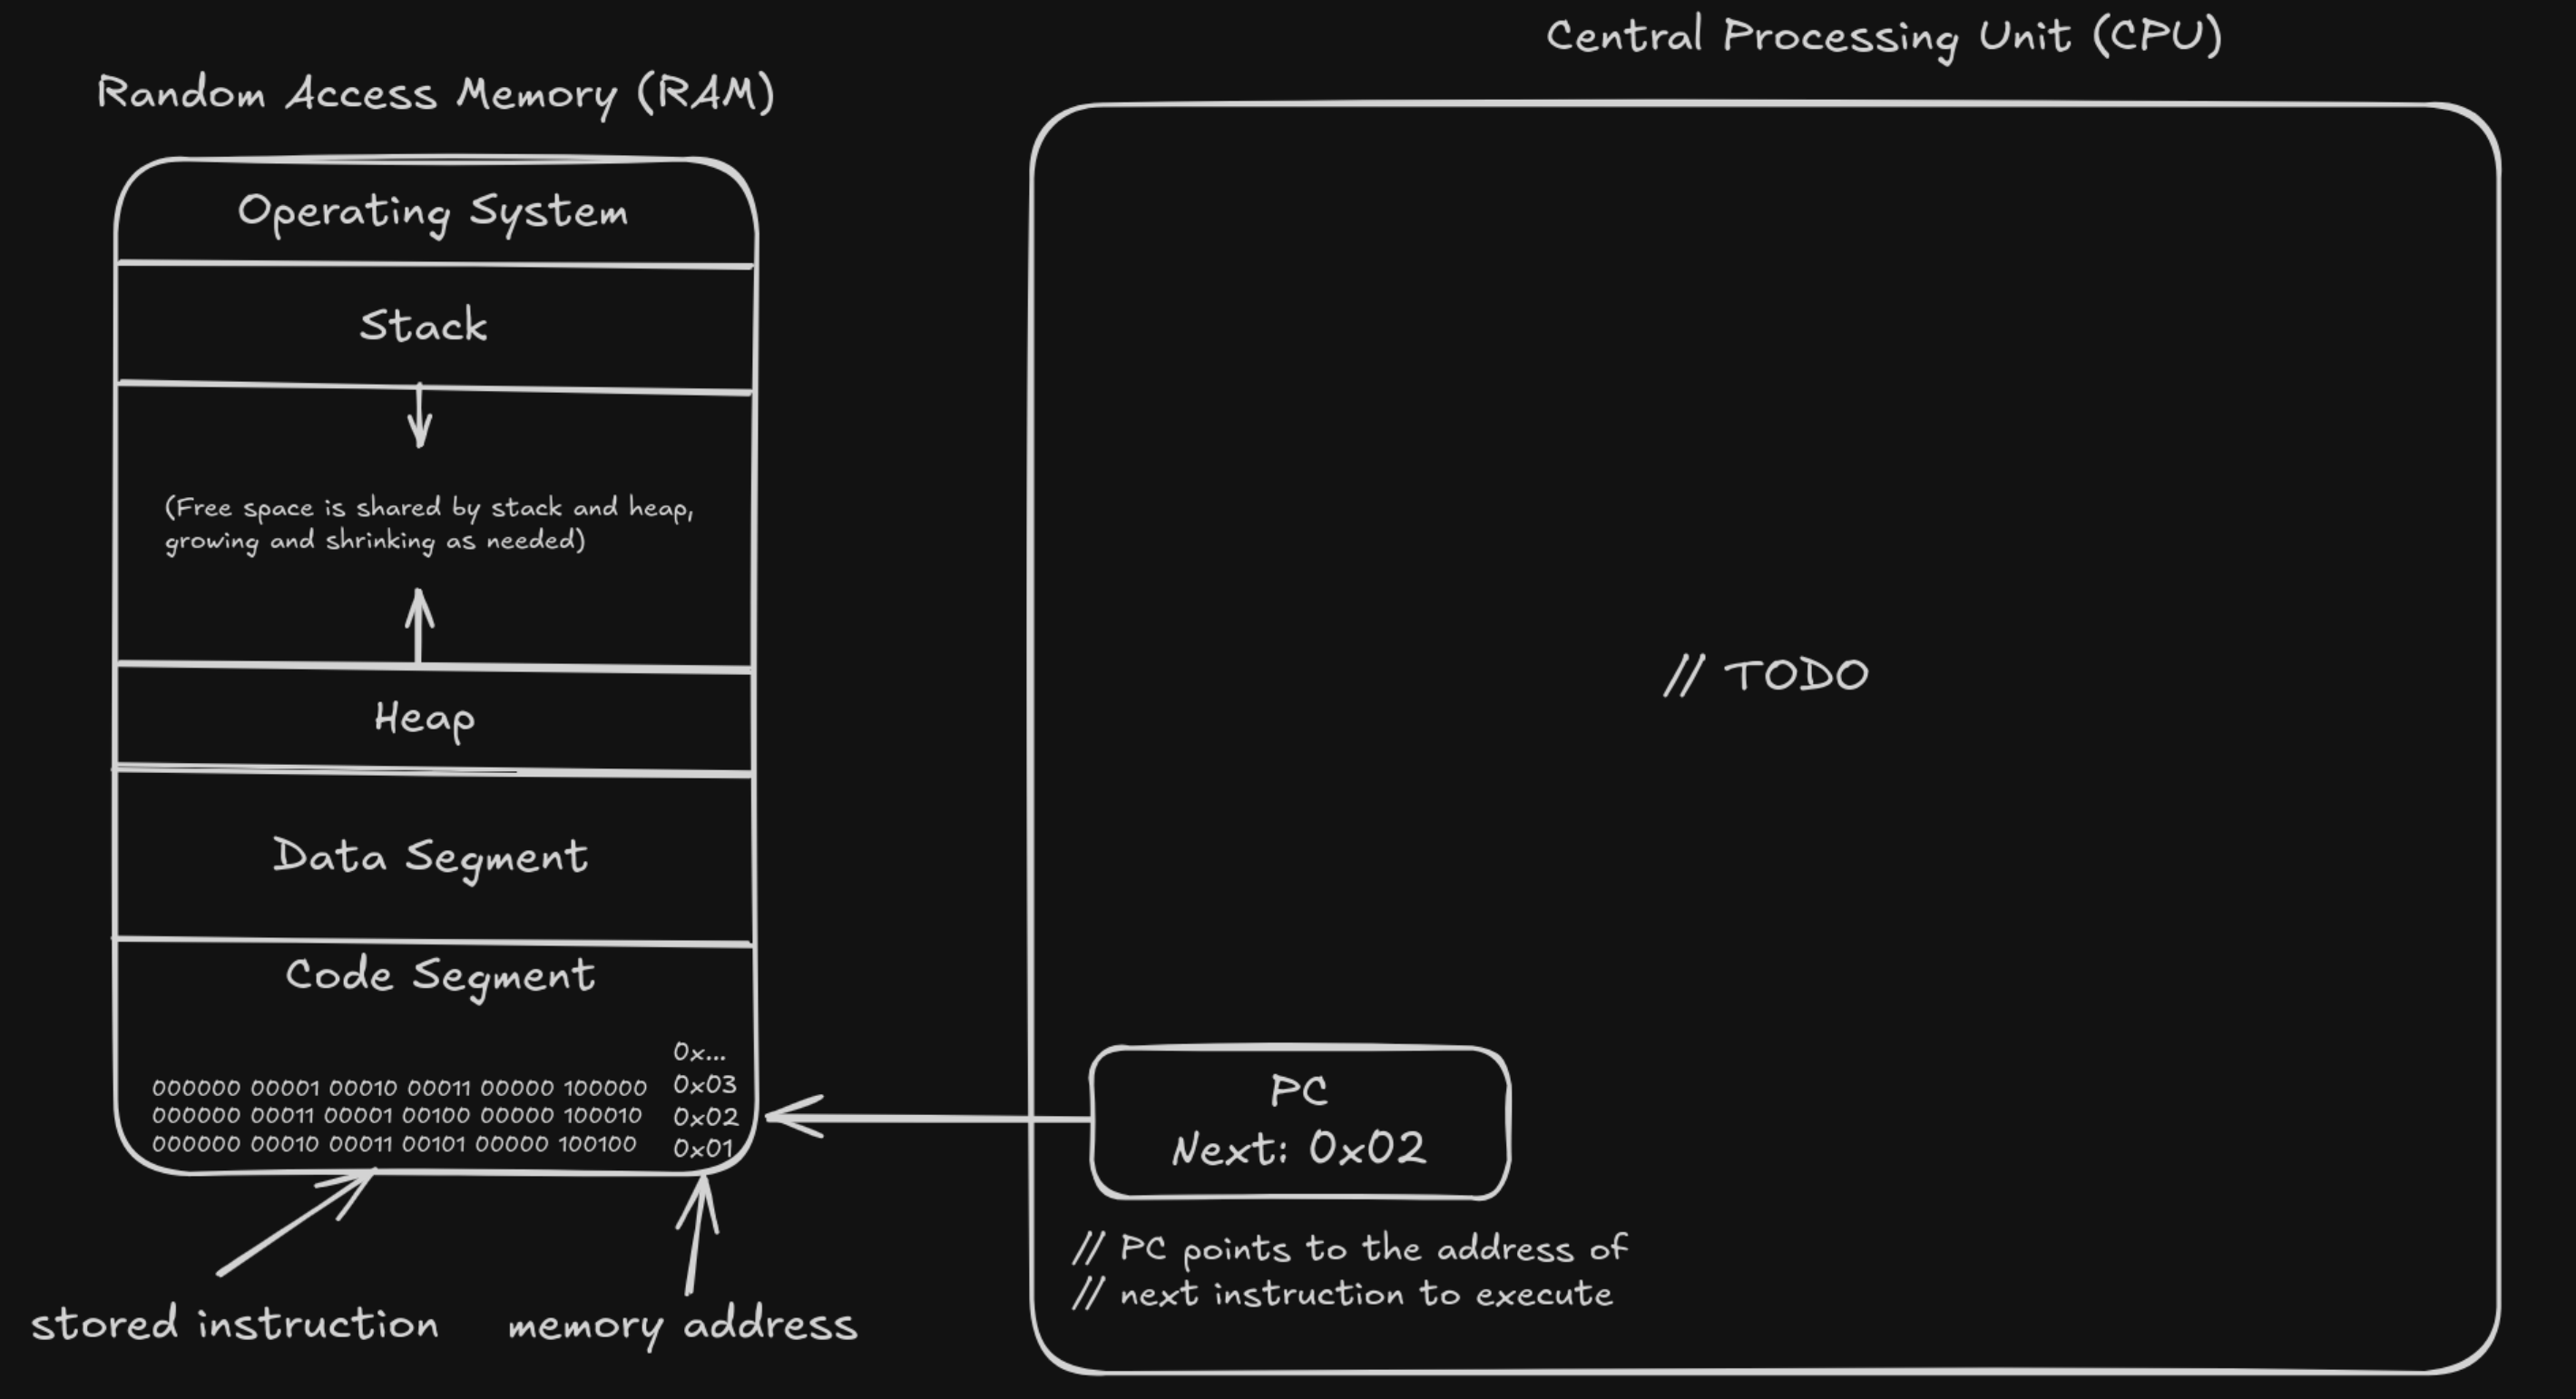 Central Processing Unit (CPU)
Random Access Memory (RAM)
Operating System
Stack
(Free space is shared by stack and heap,
growing and shrinking as needed)
Heap
Data Segment
Code Segment
0x...
000000 00001 00010 00011 00000 100000 0x03
000000 00011 00001 00100 00000 100010 0x02
000000 00010 00011 00101 00000 100100 0x01
stored instruction
memory address
// TODO
PC
Next: 0x02
// PC points to the address of
// next instruction to execute